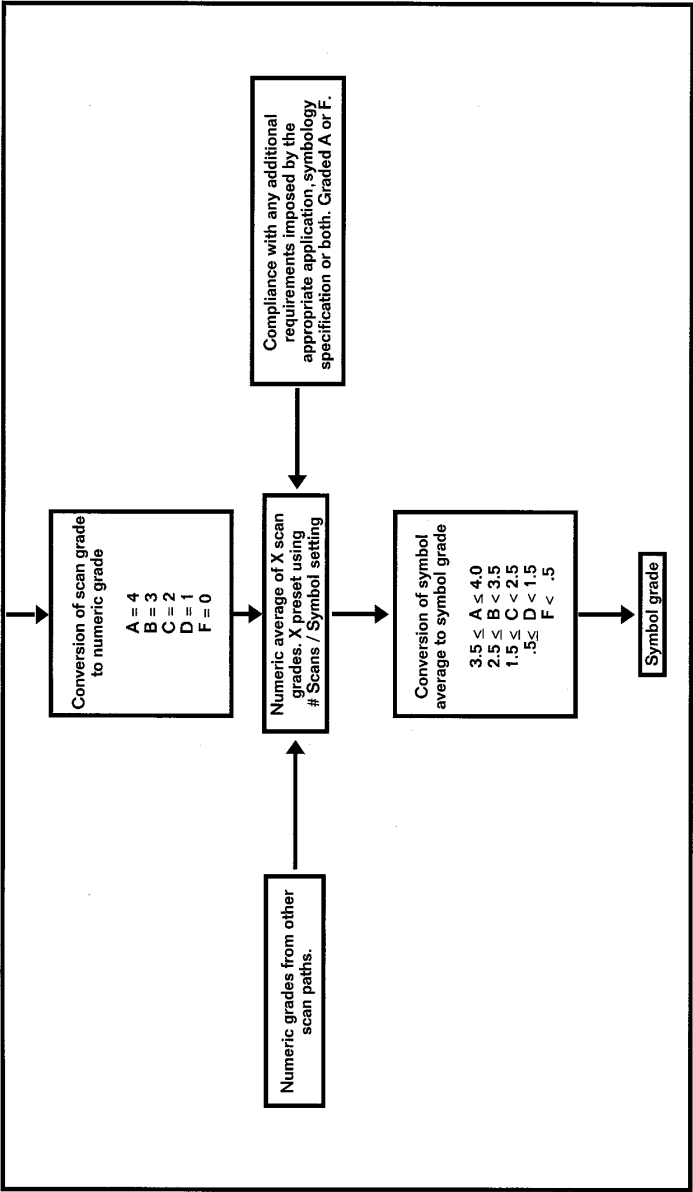 Conversion of scan grade
to numeric grade
A = 4
B = 3
C = 2
D = 1
F = 0
Numeric grades from other
scan paths.
Numeric average of X scan
grades. X preset using
# Scans / Symbol setting
Compliance with any additional
requirements imposed by the
appropriate application, symbology
specification or both. Graded A or F.
Conversion of symbol
average to symbol grade
3.5 ≤ A ≤ 4.0
2.5 ≤ B < 3.5
1.5 ≤ C < 2.5
.5≤ D < 1.5
F < .5
Symbol grade